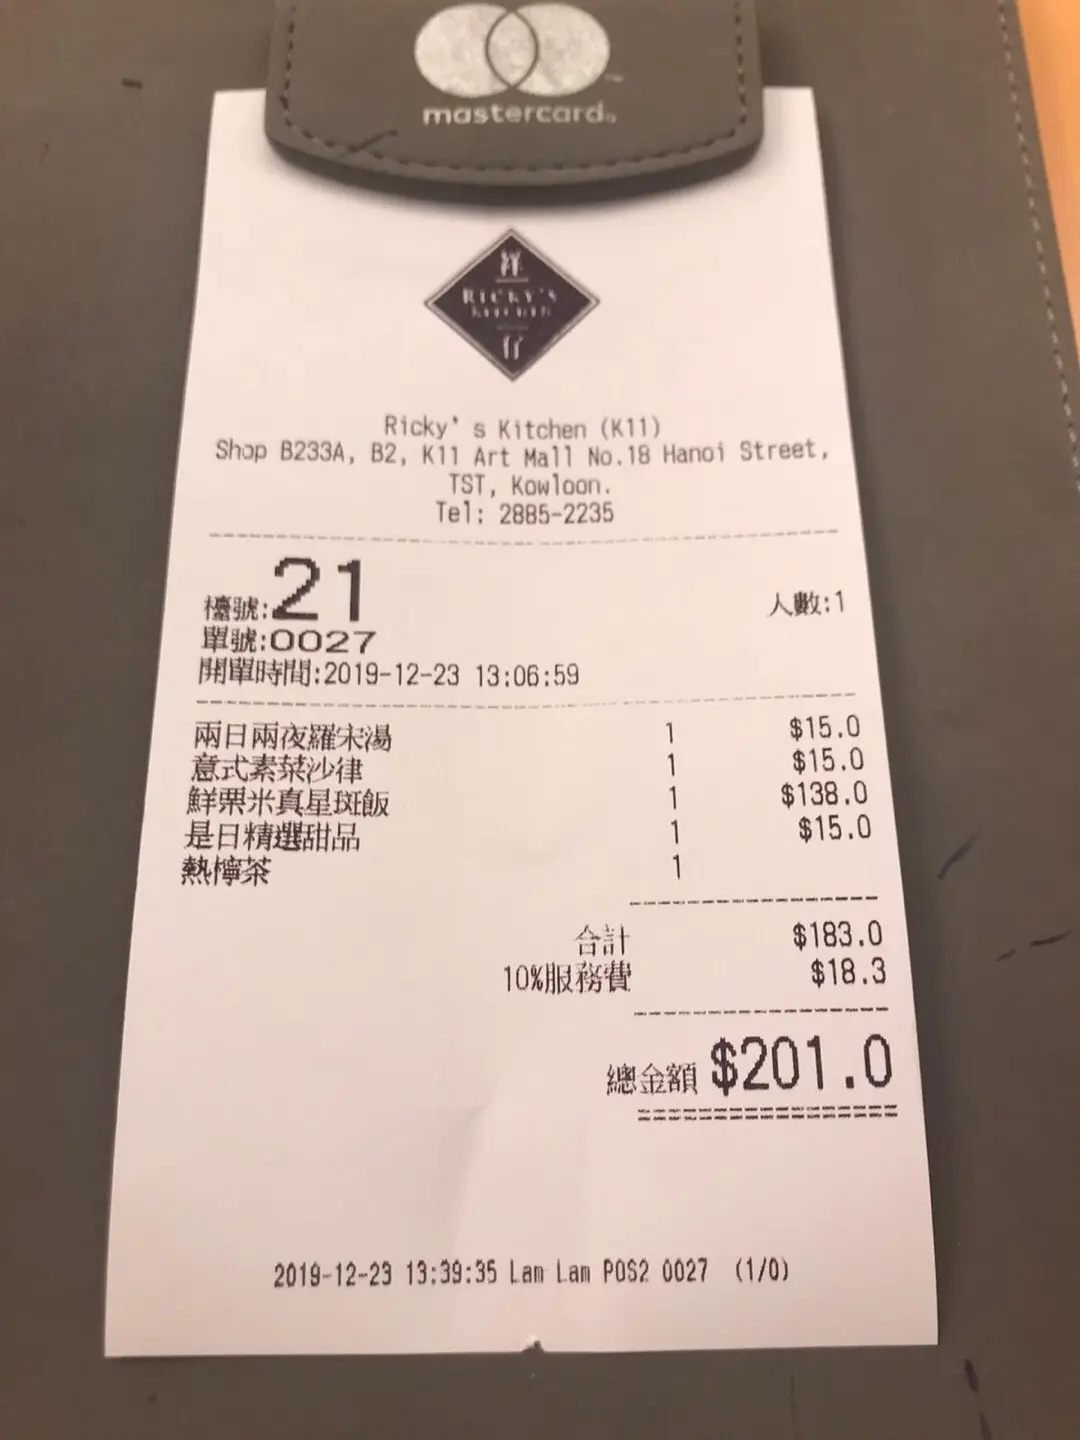 mastercard
洋
RICKY'S
KITCHEN
仔
Ricky's Kitchen (K11)
Shop B233A, B2, K11 Art Mall No.18 Hanoi Street,
TST, Kowloon.
Tel: 2885-2235
檯號:21 人數:1
單號:0027
開單時間:2019-12-23 13:06:59
兩日兩夜羅宋湯 1 $15.0
意式素菜沙律 1 $15.0
鮮粟米真星斑飯 1 $138.0
是日精選甜品 1 $15.0
熱檸茶 1
合計 $183.0
10%服務費 $18.3
總金額 $201.0
2019-12-23 13:39:35 Lam Lam POS2 0027 (1/0)